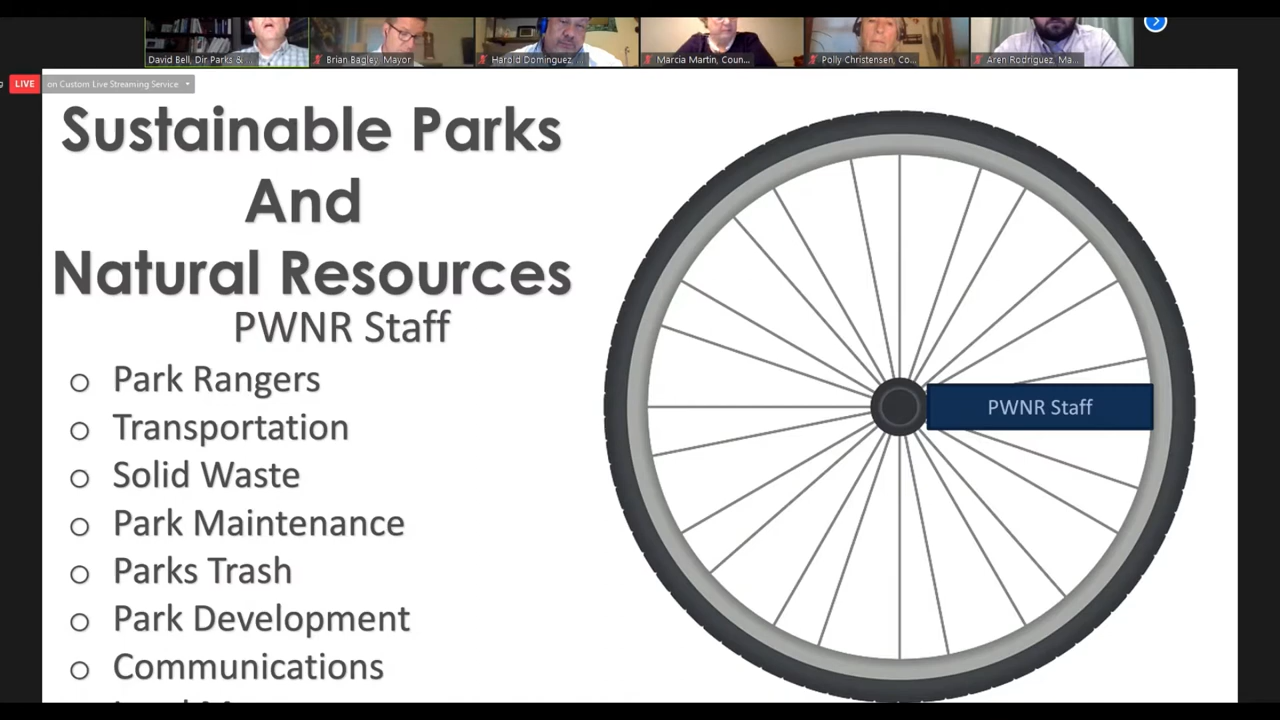 David Bell, Dir Parks & ...
Brian Bagley, Mayor
Harold Dominguez, ...
Marcia Martin, Coun...
Polly Christensen, Co...
Aren Rodriguez, Ma...
LIVE on Custom Live Streaming Service
Sustainable Parks
And
Natural Resources
PWNR Staff
Park Rangers
Transportation
Solid Waste
Park Maintenance
Parks Trash
Park Development
Communications
PWNR Staff